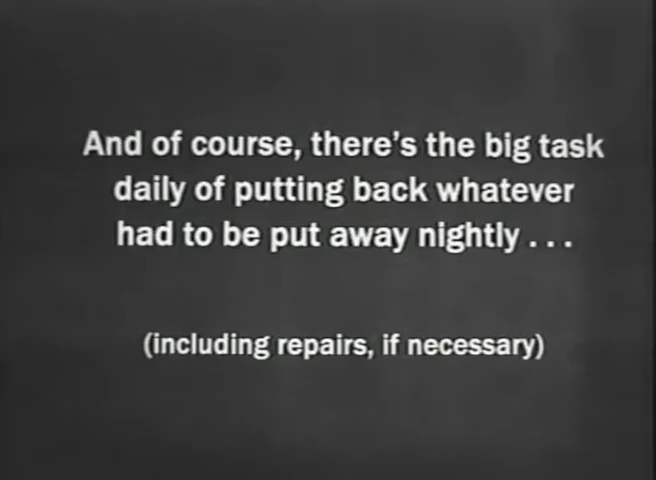 And of course, there's the big task
daily of putting back whatever
had to be put away nightly . . .
(including repairs, if necessary)